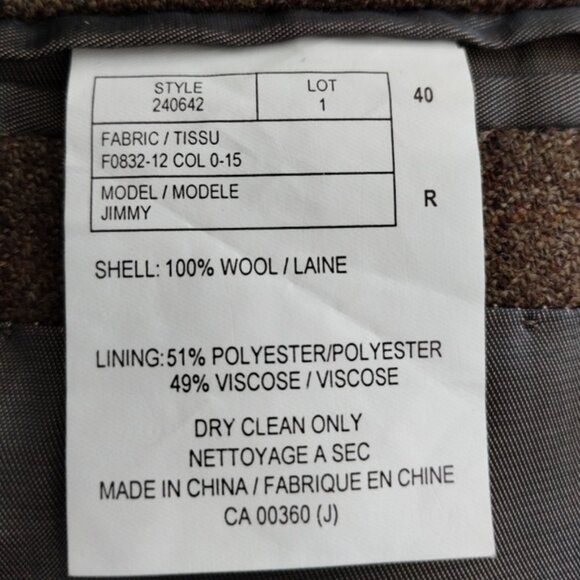 STYLE
240642
LOT
1
40
FABRIC / TISSU
F0832-12 COL 0-15
MODEL / MODELE
JIMMY
R
SHELL: 100% WOOL / LAINE
LINING: 51% POLYESTER/POLYESTER
49% VISCOSE / VISCOSE
DRY CLEAN ONLY
NETTOYAGE A SEC
MADE IN CHINA / FABRIQUE EN CHINE
CA 00360 (J)